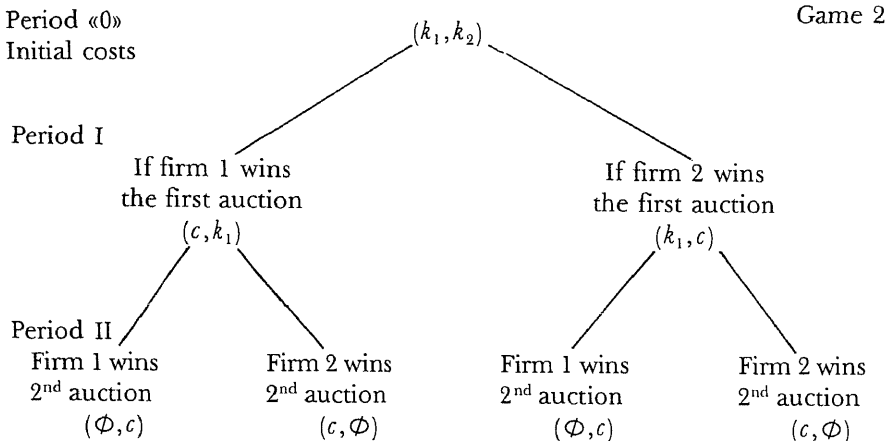 Period «0»
Initial costs
(k₁,k₂)
Game 2
Period I
If firm 1 wins
the first auction
(c,k₁)
If firm 2 wins
the first auction
(k₁,c)
Period II
Firm 1 wins
2nd auction
(Φ,c)
Firm 2 wins
2nd auction
(c,Φ)
Firm 1 wins
2nd auction
(Φ,c)
Firm 2 wins
2nd auction
(c,Φ)